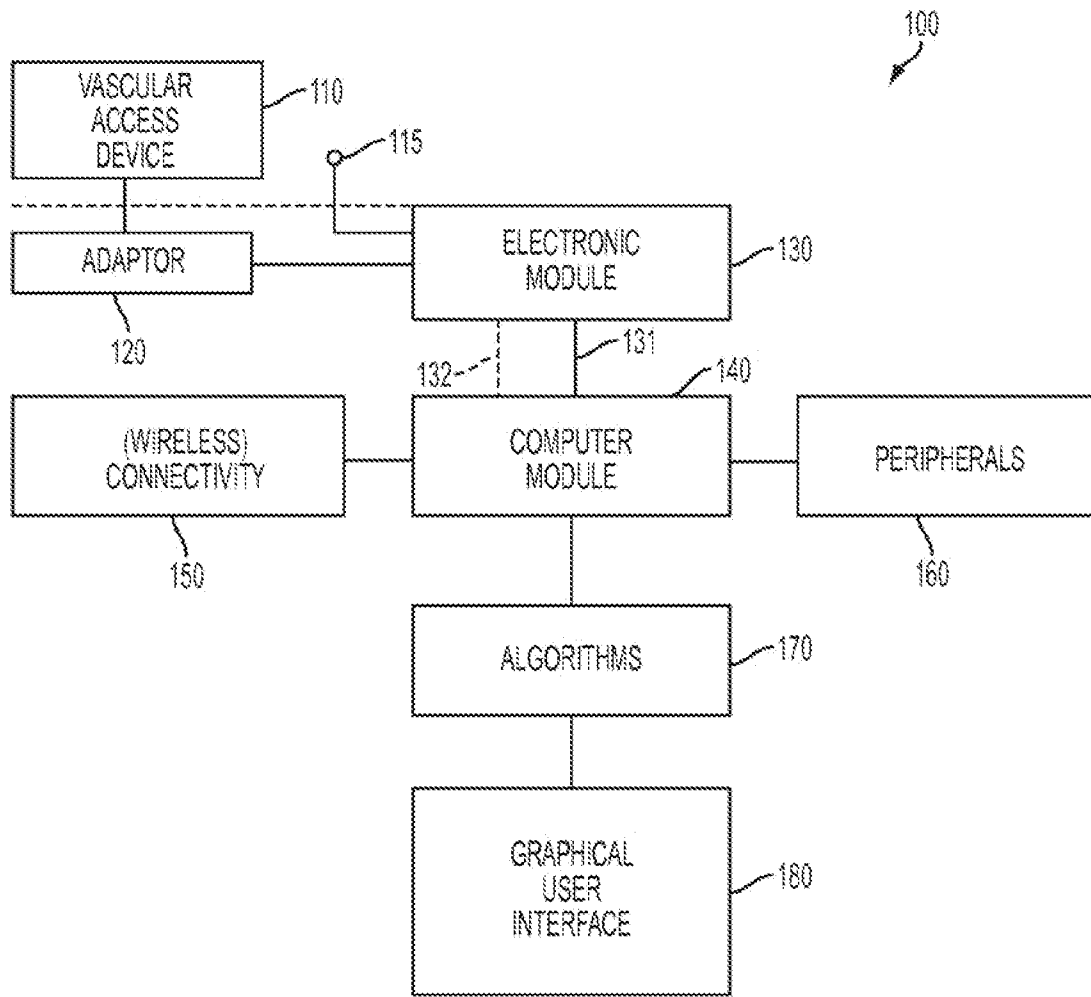 100
VASCULAR
ACCESS
DEVICE
110
115
ADAPTOR
120
ELECTRONIC
MODULE
130
132
131
140
(WIRELESS)
CONNECTIVITY
150
COMPUTER
MODULE
PERIPHERALS
160
ALGORITHMS
170
GRAPHICAL
USER
INTERFACE
180